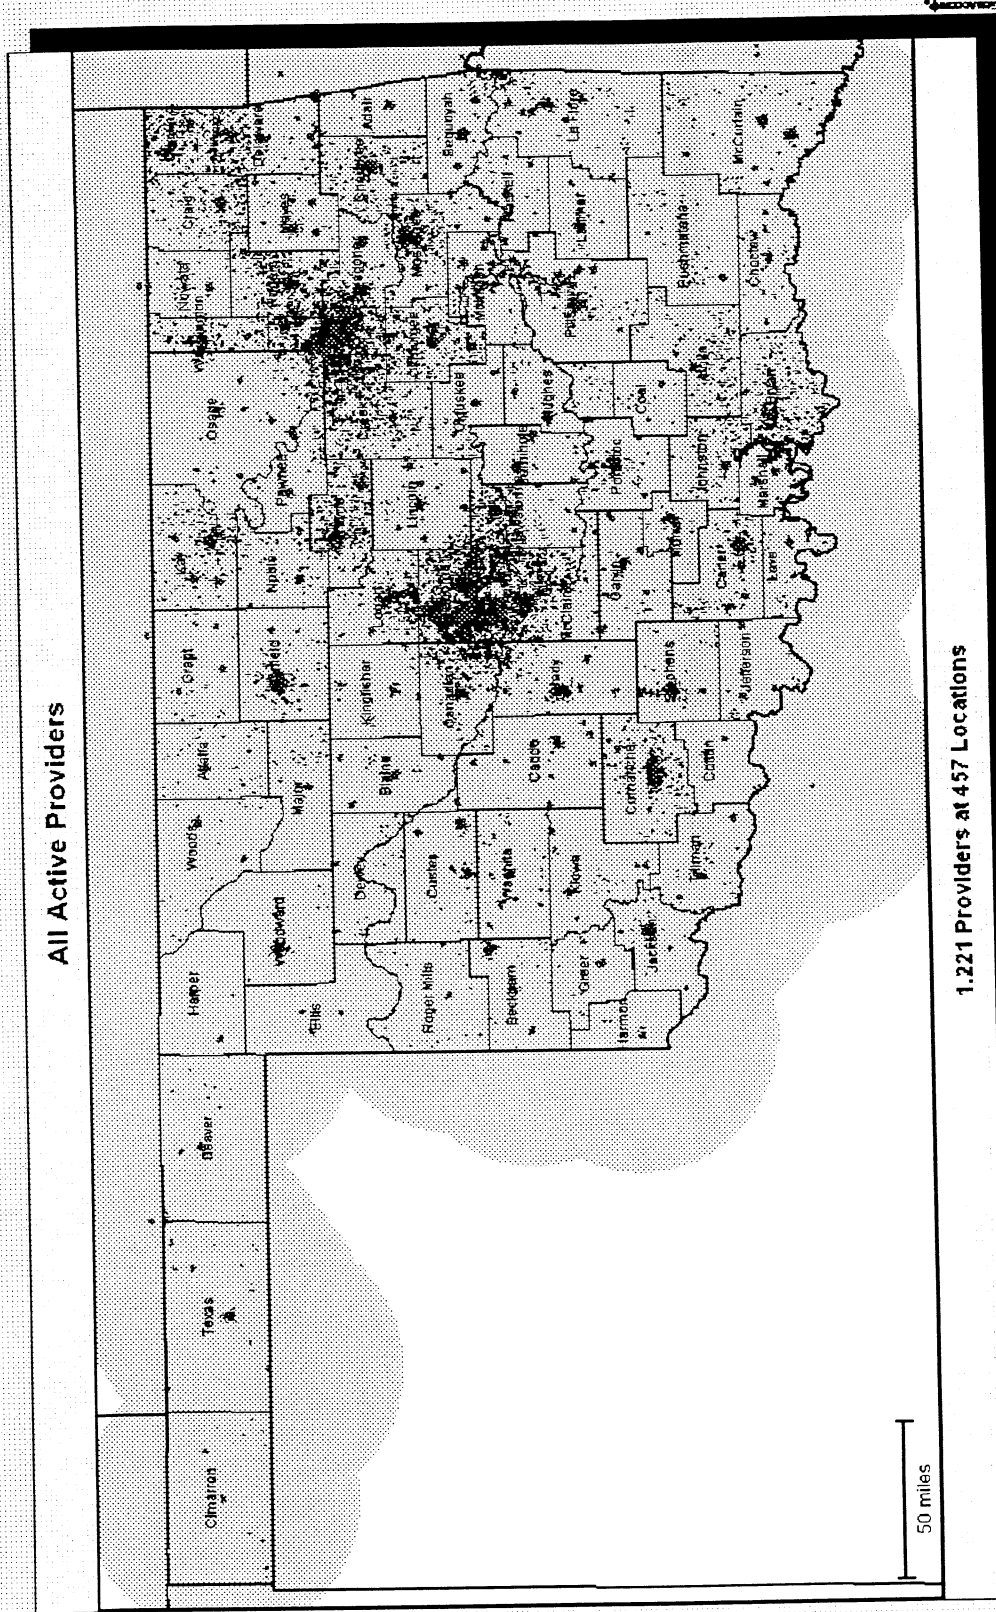 All Active Providers
Cimarron
Texas
Beaver
Harper
Woods
Alfalfa
Grant
Kay
Osage
Washington
Nowata
Craig
Ottawa
Ellis
Woodward
Major
Garfield
Noble
Pawnee
Rogers
Mayes
Delaware
Roger Mills
Dewey
Blaine
Kingfisher
Logan
Payne
Creek
Tulsa
Wagoner
Cherokee
Adair
Custer
Canadian
Lincoln
Okfuskee
Okmulgee
Muskogee
Sequoyah
Beckham
Washita
Caddo
Grady
McClain
Seminole
Hughes
McIntosh
Haskell
Le Flore
Greer
Kiowa
Comanche
Garvin
Pontotoc
Pittsburg
Latimer
Harmon
Jackson
Tillman
Cotton
Stephens
Jefferson
Murray
Carter
Love
Johnston
Marshall
Coal
Atoka
Bryan
Pushmataha
Choctaw
McCurtain
50 miles
1,221 Providers at 457 Locations